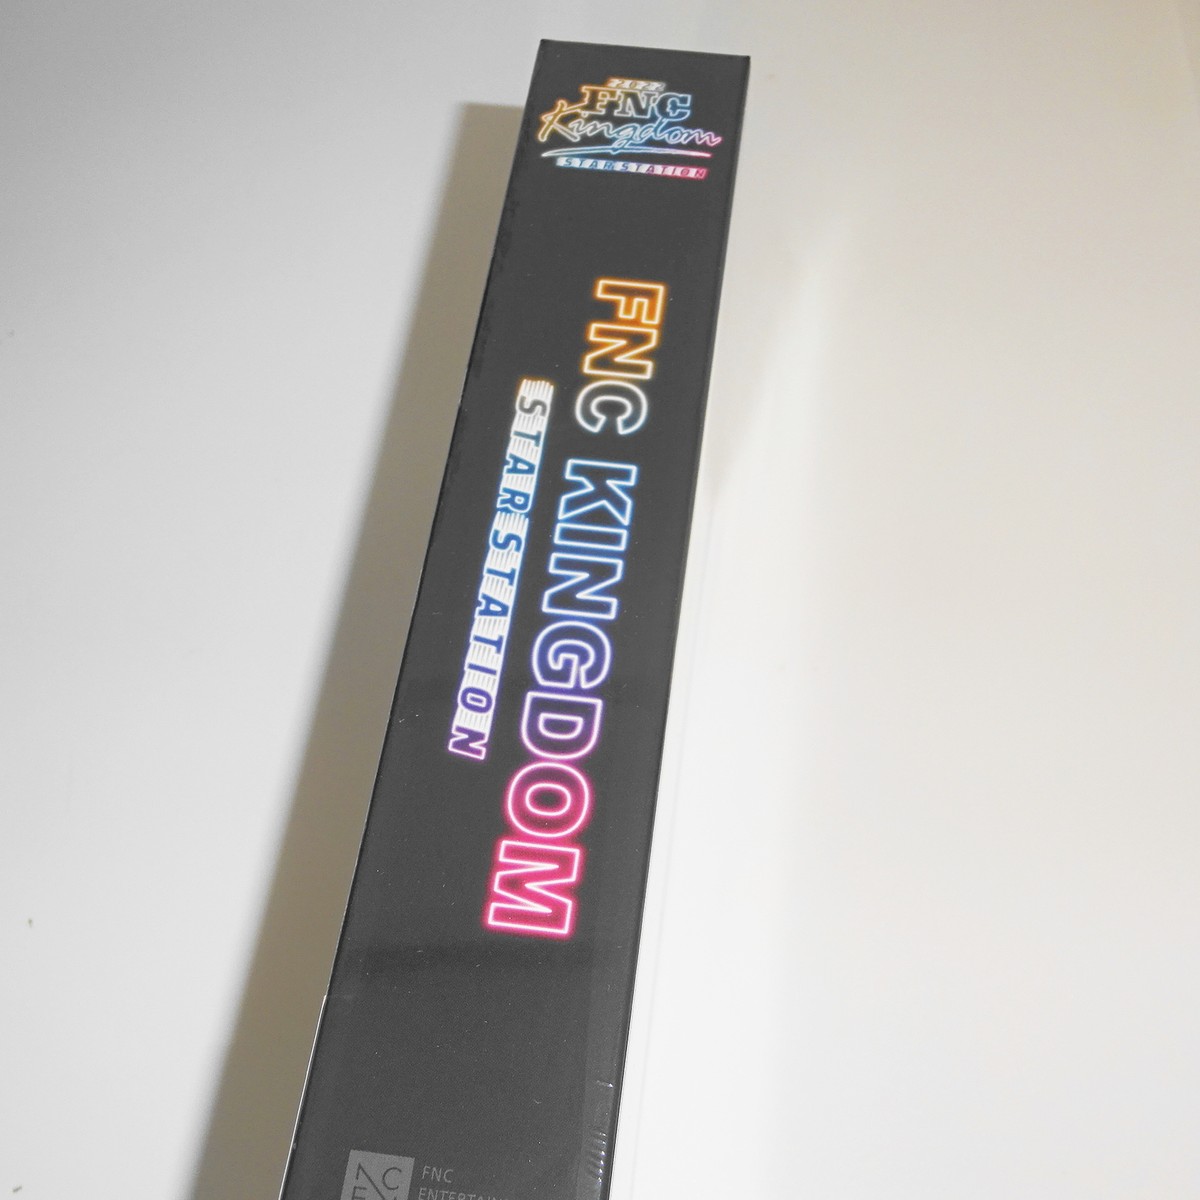 2022
FNC
Kingdom
STARSTATION
FNC KINGDOM
STARSTATION
FNC